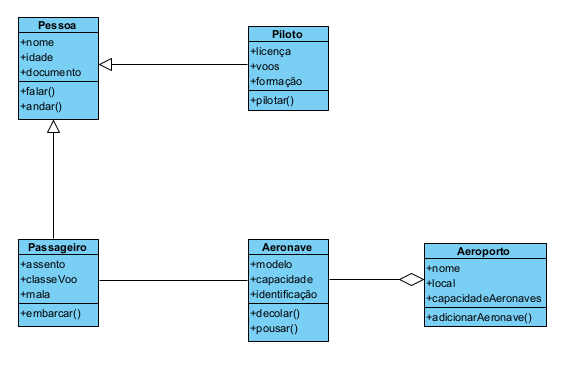 Pessoa
+nome
+idade
+documento
+falar()
+andar()
Piloto
+licença
+voos
+formação
+pilotar()
Passageiro
+assento
+classeVoo
+mala
+embarcar()
Aeronave
+modelo
+capacidade
+identificação
+decolar()
+pousar()
Aeroporto
+nome
+local
+capacidadeAeronaves
+adicionarAeronave()